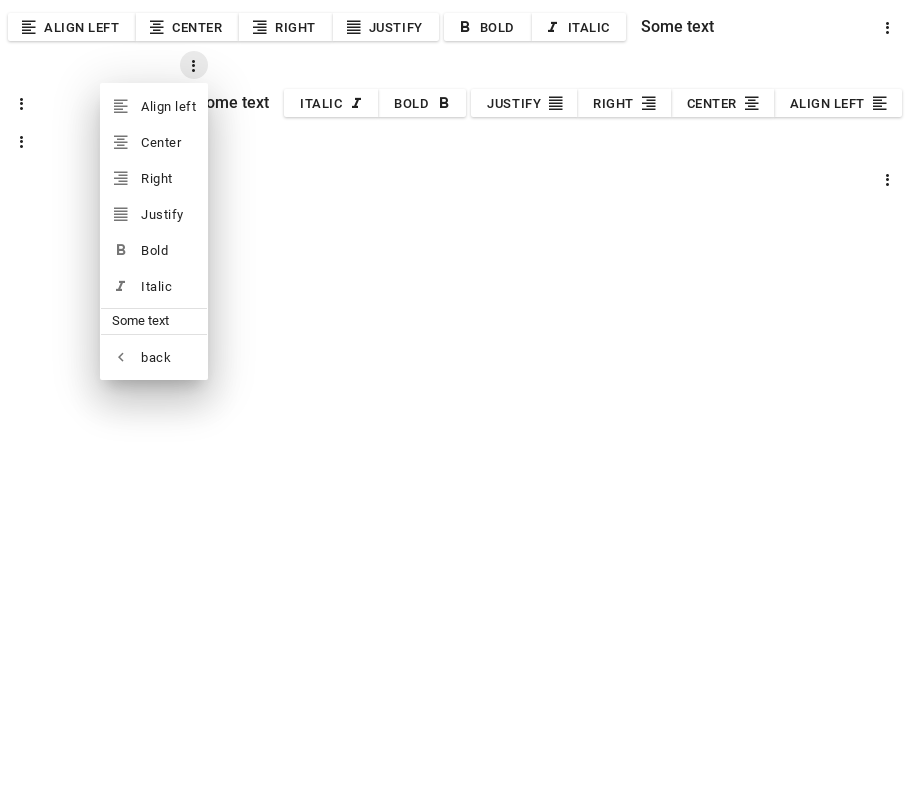 ALIGN LEFT CENTER RIGHT JUSTIFY BOLD ITALIC Some text
Align left
ome text ITALIC BOLD JUSTIFY RIGHT CENTER ALIGN LEFT
Center
Right
Justify
Bold
Italic
Some text
back